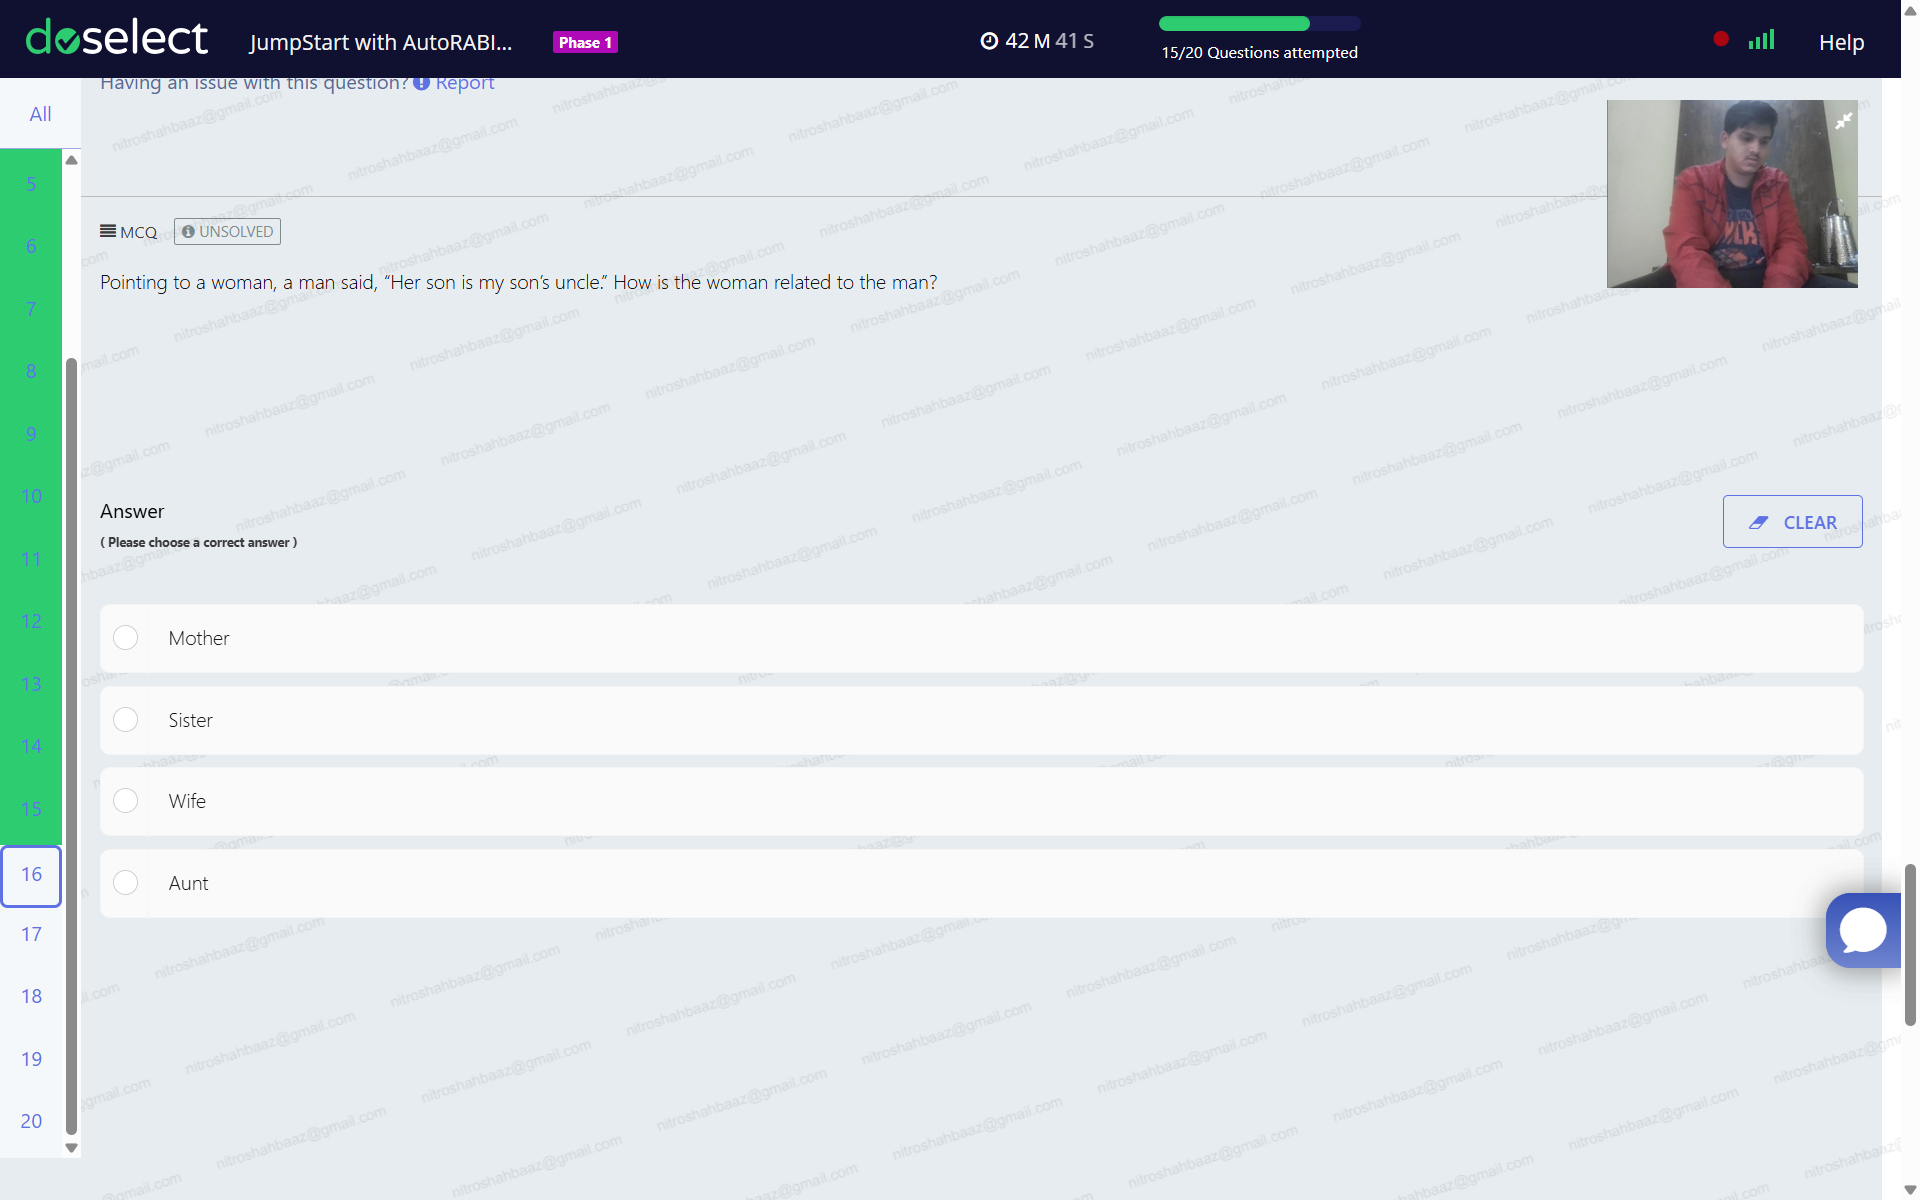 doselect
JumpStart with AutoRABI...
Phase 1
42 M 41 S
15/20 Questions attempted
Help
Having an issue with this question? Report
All
5
6
7
8
9
10
11
12
13
14
15
16
17
18
19
20
MCQ
UNSOLVED
Pointing to a woman, a man said, “Her son is my son’s uncle.” How is the woman related to the man?
Answer
( Please choose a correct answer )
CLEAR
Mother
Sister
Wife
Aunt
nitroshahbaaz@gmail.com